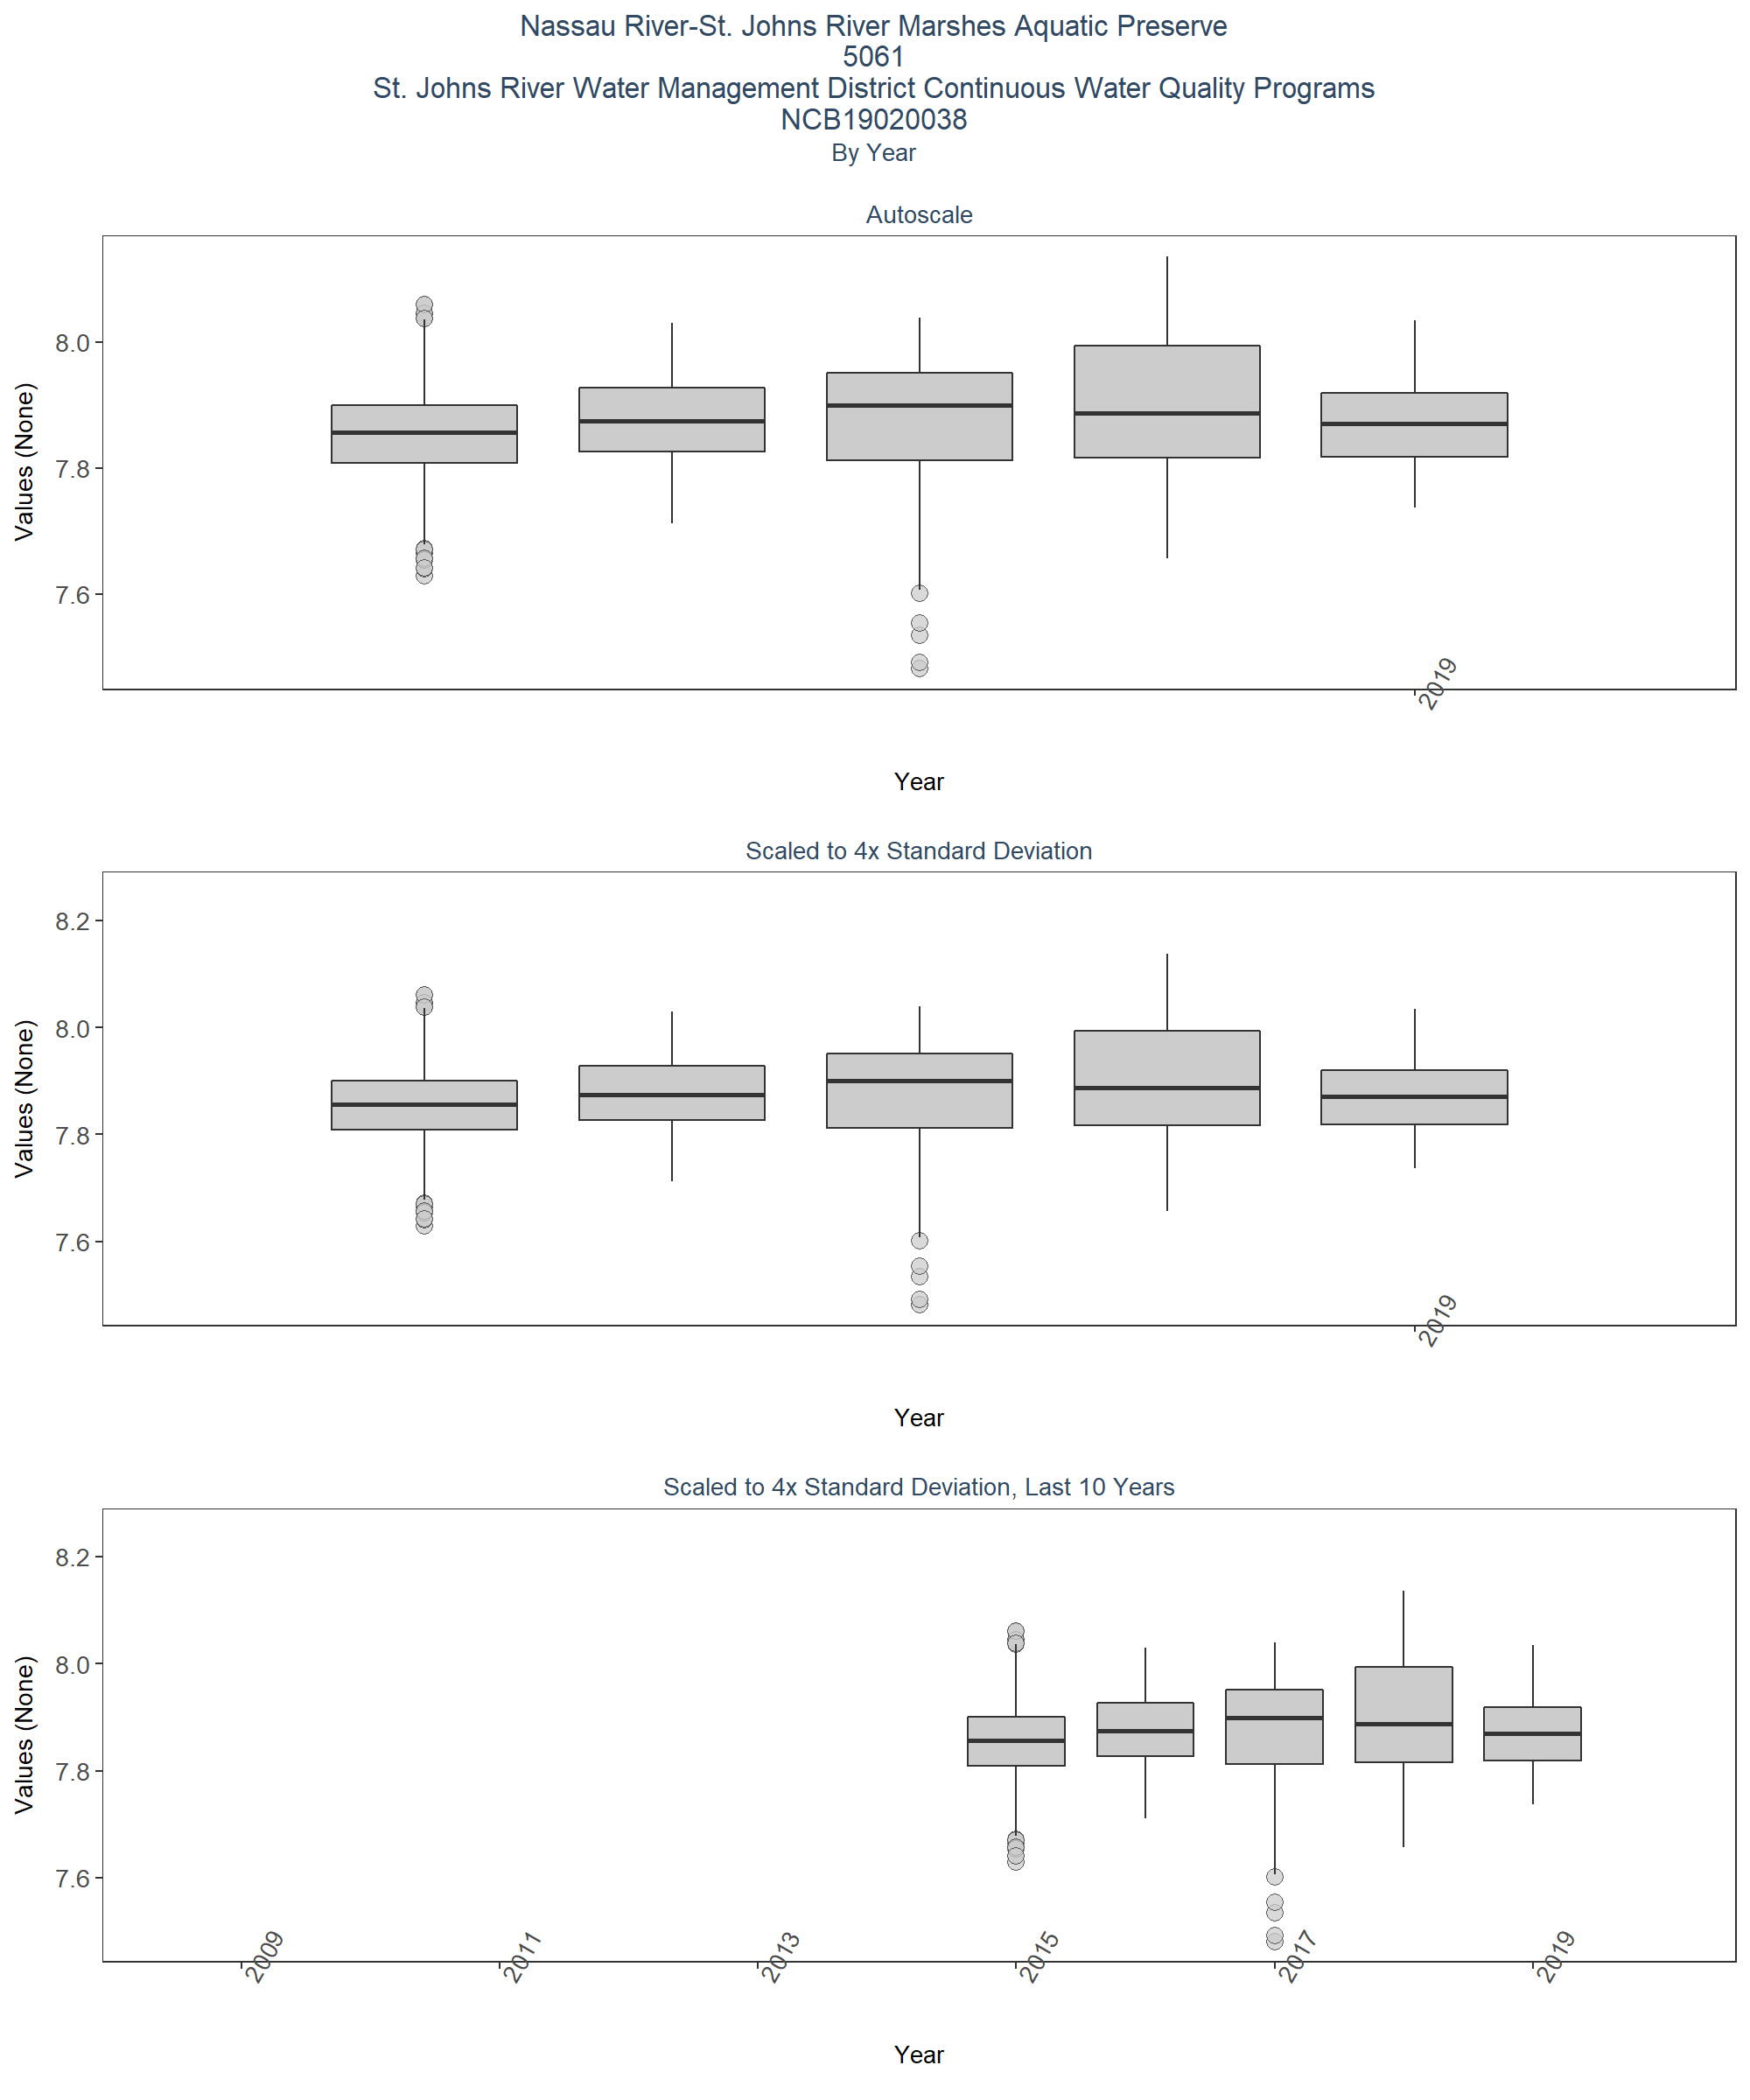 Nassau River-St. Johns River Marshes Aquatic Preserve
5061
St. Johns River Water Management District Continuous Water Quality Programs
NCB19020038
By Year
Autoscale
Values (None)
8.0
7.8
7.6
2019
Year
Scaled to 4x Standard Deviation
Values (None)
8.2
8.0
7.8
7.6
2019
Year
Scaled to 4x Standard Deviation, Last 10 Years
Values (None)
8.2
8.0
7.8
7.6
2009 2011 2013 2015 2017 2019
Year